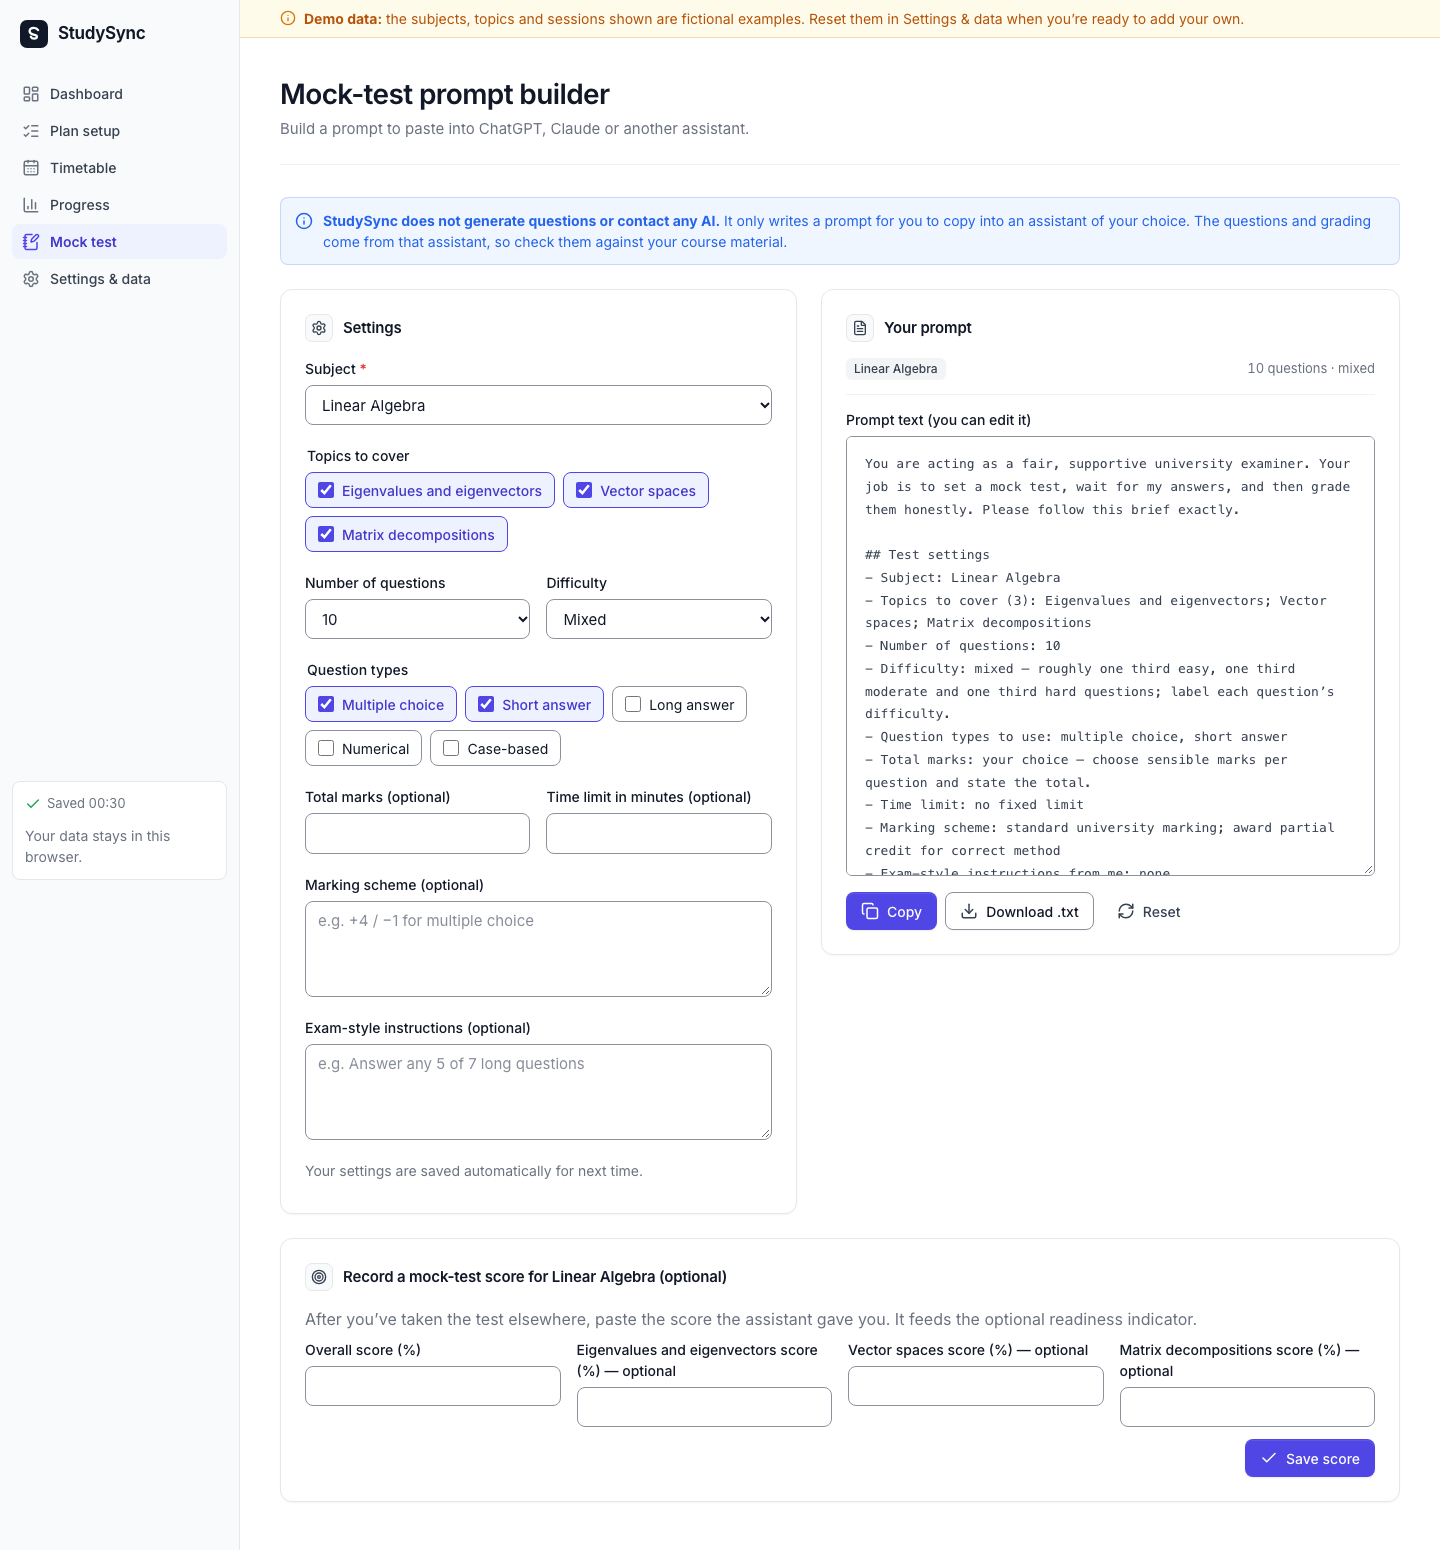 StudySync
Dashboard
Plan setup
Timetable
Progress
Mock test
Settings & data
Saved 00:30
Your data stays in this
browser.
Demo data: the subjects, topics and sessions shown are fictional examples. Reset them in Settings & data when you’re ready to add your own.
Mock-test prompt builder
Build a prompt to paste into ChatGPT, Claude or another assistant.
StudySync does not generate questions or contact any AI. It only writes a prompt for you to copy into an assistant of your choice. The questions and grading
come from that assistant, so check them against your course material.
Settings
Subject *
Linear Algebra
Topics to cover
Eigenvalues and eigenvectors
Vector spaces
Matrix decompositions
Number of questions
Difficulty
10
Mixed
Question types
Multiple choice
Short answer
Long answer
Numerical
Case-based
Total marks (optional)
Time limit in minutes (optional)
Marking scheme (optional)
e.g. +4 / −1 for multiple choice
Exam-style instructions (optional)
e.g. Answer any 5 of 7 long questions
Your settings are saved automatically for next time.
Your prompt
Linear Algebra
10 questions · mixed
Prompt text (you can edit it)
You are acting as a fair, supportive university examiner. Your
job is to set a mock test, wait for my answers, and then grade
them honestly. Please follow this brief exactly.
## Test settings
- Subject: Linear Algebra
- Topics to cover (3): Eigenvalues and eigenvectors; Vector
spaces; Matrix decompositions
- Number of questions: 10
- Difficulty: mixed — roughly one third easy, one third
moderate and one third hard questions; label each question’s
difficulty.
- Question types to use: multiple choice, short answer
- Total marks: your choice — choose sensible marks per
question and state the total.
- Time limit: no fixed limit
- Marking scheme: standard university marking; award partial
credit for correct method
- Exam-style instructions from me: none
Copy
Download .txt
Reset
Record a mock-test score for Linear Algebra (optional)
After you’ve taken the test elsewhere, paste the score the assistant gave you. It feeds the optional readiness indicator.
Overall score (%)
Eigenvalues and eigenvectors score
(%) — optional
Vector spaces score (%) — optional
Matrix decompositions score (%) —
optional
Save score